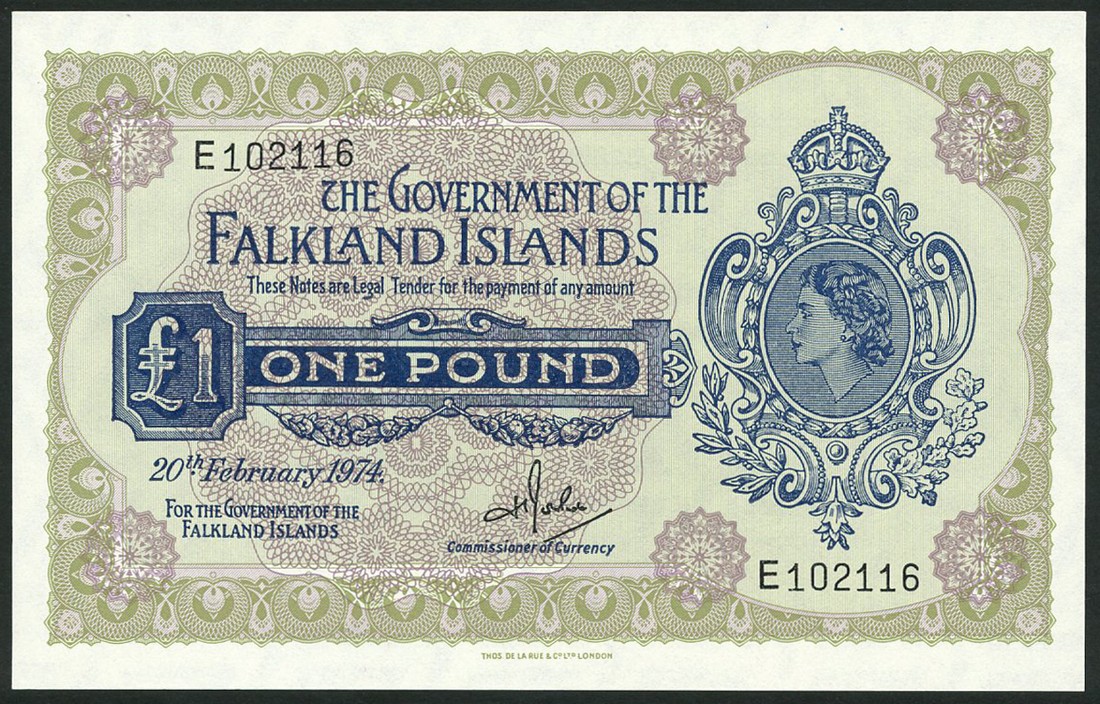 E102116
THE GOVERNMENT OF THE
FALKLAND ISLANDS
These Notes are Legal Tender for the payment of any amount
£1
ONE POUND
20th February 1974.
FOR THE GOVERNMENT OF THE
FALKLAND ISLANDS
Commissioner of Currency
E102116
THOS DE LA RUE & CO LTD LONDON